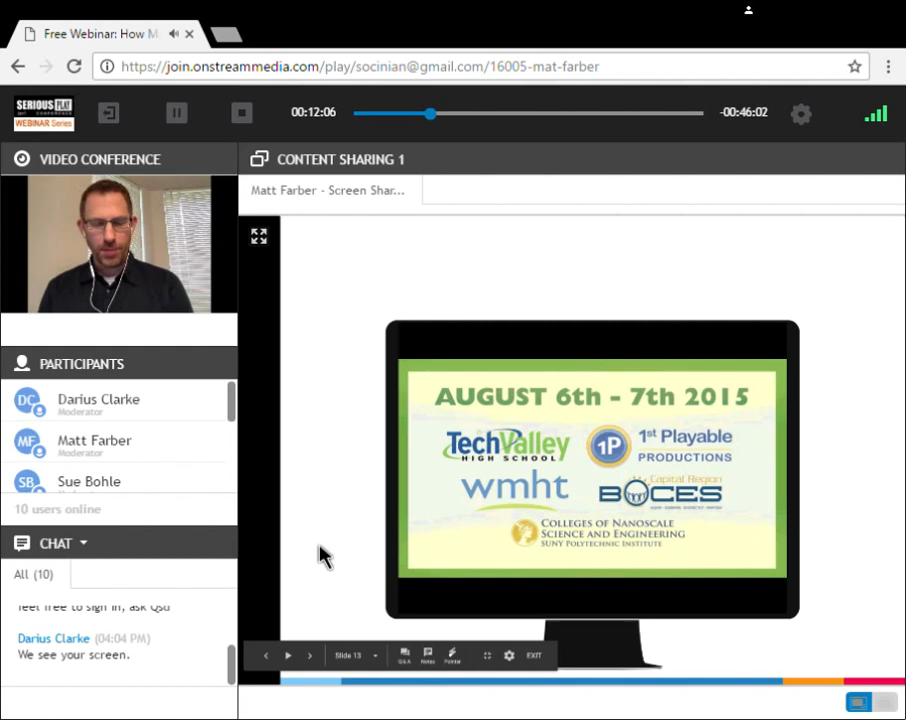 Free Webinar: How M
https://join.onstreammedia.com/play/socinian@gmail.com/16005-mat-farber
SERIOUS PLAY
CONFERENCE
WEBINAR Series
00:12:06
-00:46:02
VIDEO CONFERENCE
CONTENT SHARING 1
Matt Farber - Screen Shar...
PARTICIPANTS
DC
Darius Clarke
Moderator
MF
Matt Farber
Moderator
SB
Sue Bohle
10 users online
CHAT
All (10)
feel free to sign in, ask Qsu
Darius Clarke (04:04 PM)
We see your screen.
AUGUST 6th - 7th 2015
TechValley
HIGH SCHOOL
1P
1st Playable
PRODUCTIONS
wmht
Capital Region
BOCES
COLLEGES OF NANOSCALE
SCIENCE AND ENGINEERING
SUNY POLYTECHNIC INSTITUTE
Slide 13
Q&A
Notes
Pointer
EXIT